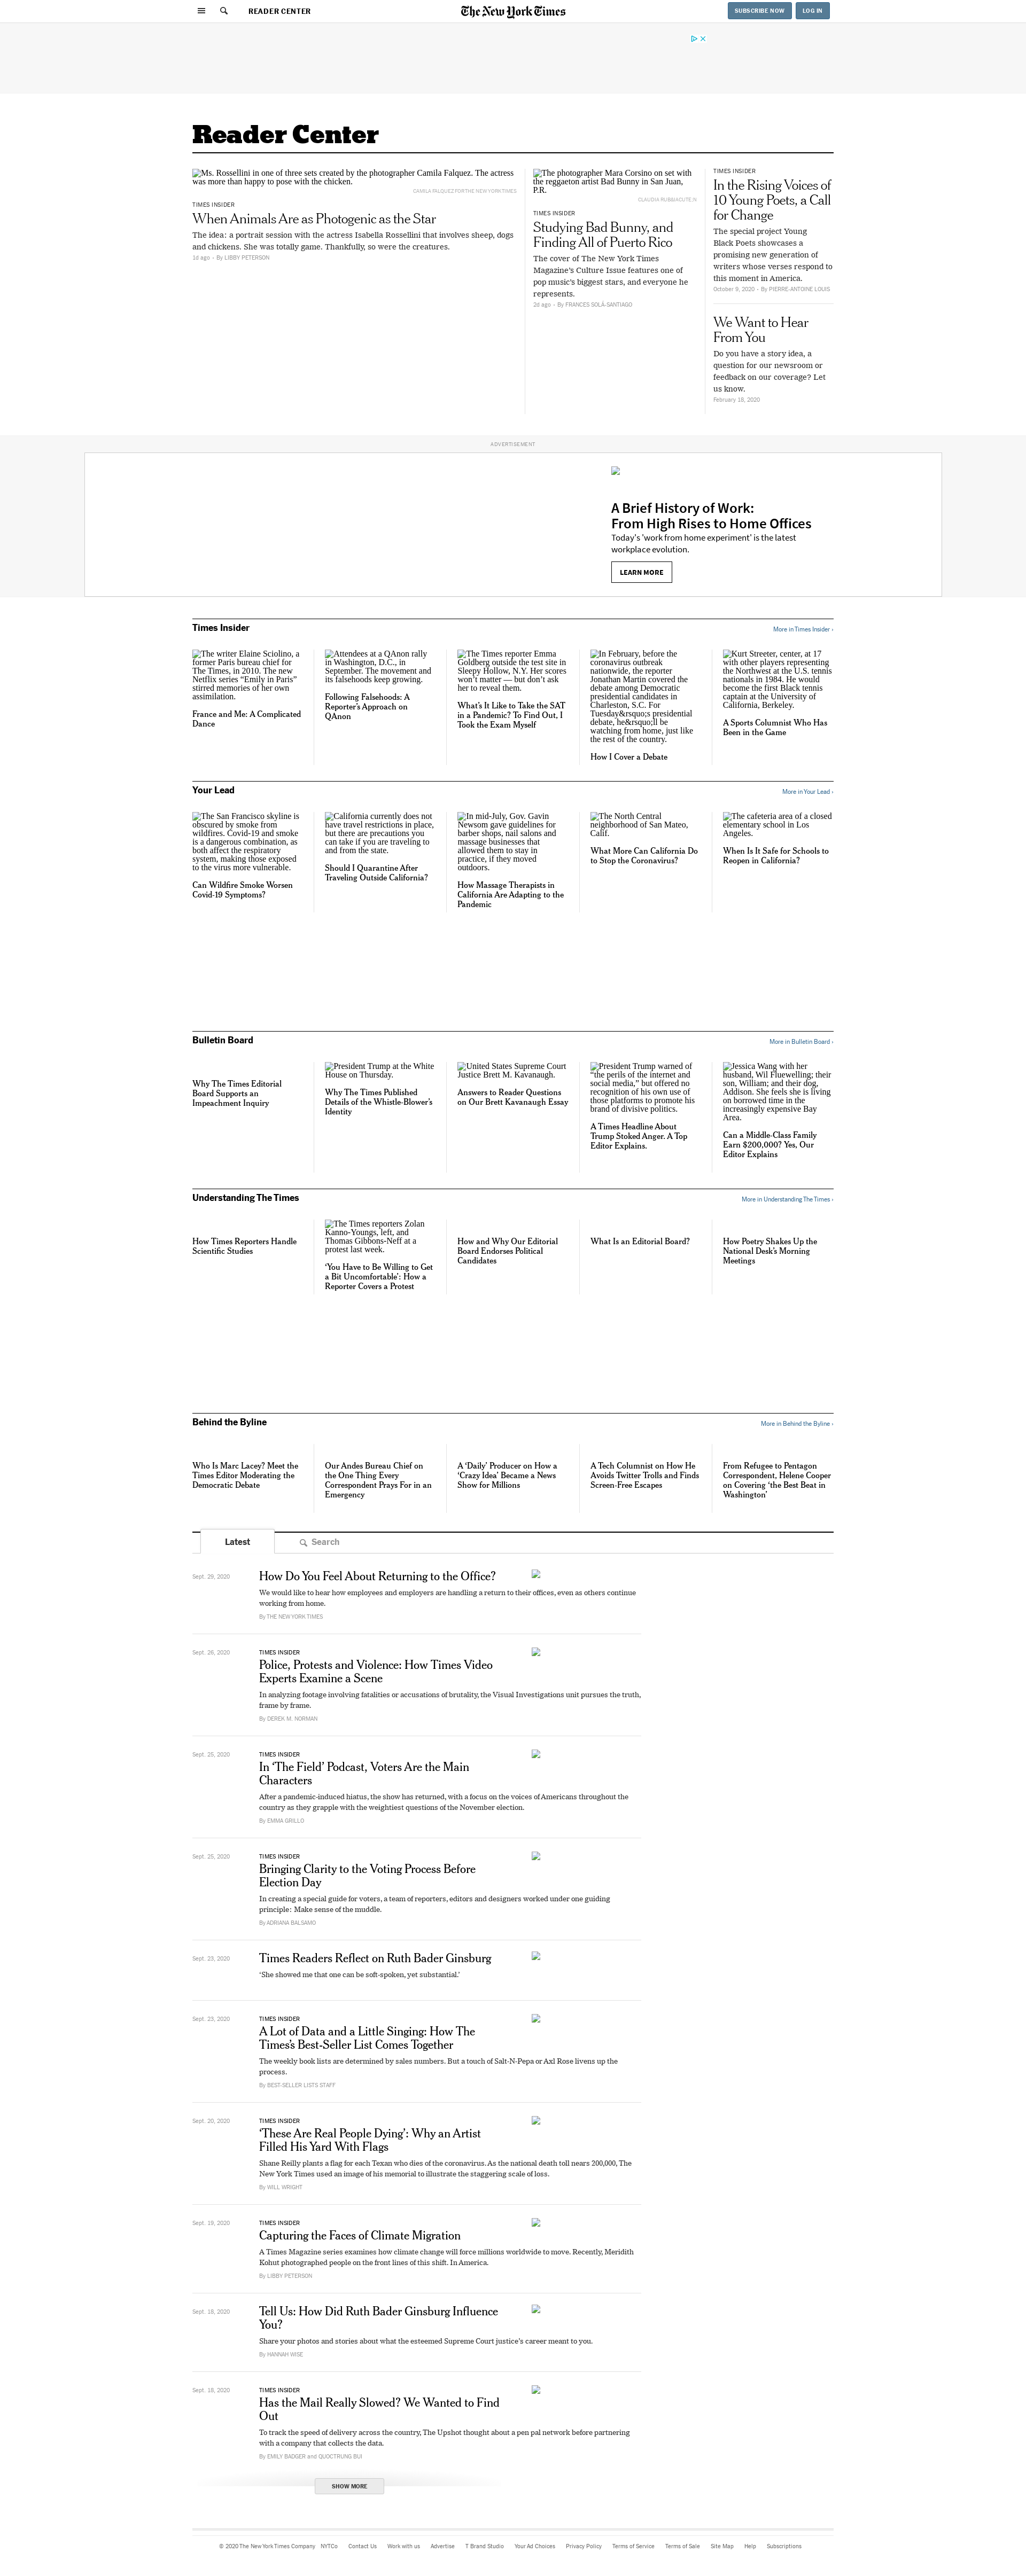 READER CENTER
The New York Times
SUBSCRIBE NOW
LOG IN
Reader Center
Ms. Rossellini in one of three sets created by the photographer Camila Falquez. The actress
was more than happy to pose with the chicken.
CAMILA FALQUEZ FOR THE NEW YORK TIMES
TIMES INSIDER
When Animals Are as Photogenic as the Star
The idea: a portrait session with the actress Isabella Rossellini that involves sheep, dogs
and chickens. She was totally game. Thankfully, so were the creatures.
1d ago – By LIBBY PETERSON
The photographer Mara Corsino on set with
the reggaeton artist Bad Bunny in San Juan,
P.R.
TIMES INSIDER
Studying Bad Bunny, and
Finding All of Puerto Rico
The cover of The New York Times
Magazine’s Culture Issue features one of
pop music’s biggest stars, and everyone he
represents.
2d ago – By FRANCES SOLÁ-SANTIAGO
TIMES INSIDER
In the Rising Voices of
10 Young Poets, a Call
for Change
The special project Young
Black Poets showcases a
promising new generation of
writers whose verses respond to
this moment in America.
October 9, 2020 – By PIERRE-ANTOINE LOUIS
We Want to Hear
From You
Do you have a story idea, a
question for our newsroom or
feedback on our coverage? Let
us know.
February 18, 2020
ADVERTISEMENT
A Brief History of Work:
From High Rises to Home Offices
Today's 'work from home experiment' is the latest
workplace evolution.
LEARN MORE
Times Insider
More in Times Insider ›
The writer Elaine Sciolino, a
former Paris bureau chief for
The Times, in 2010. The new
Netflix series “Emily in Paris”
stirred memories of her own
assimilation.
France and Me: A Complicated
Dance
Attendees at a QAnon rally
in Washington, D.C., in
September. The movement and
its falsehoods keep growing.
Following Falsehoods: A
Reporter’s Approach on
QAnon
The Times reporter Emma
Goldberg outside the test site in
Sleepy Hollow, N.Y. Her scores
won’t matter — but don’t ask
her to reveal them.
What’s It Like to Take the SAT
in a Pandemic? To Find Out, I
Took the Exam Myself
In February, before the
coronavirus outbreak
nationwide, the reporter
Jonathan Martin covered the
debate among Democratic
presidential candidates in
Charleston, S.C. For
Tuesday&rsquo;s presidential
debate, he&rsquo;ll be
watching from home, just like
the rest of the country.
How I Cover a Debate
Kurt Streeter, center, at 17
with other players representing
the Northwest at the U.S. tennis
nationals in 1984. He would
become the first Black tennis
captain at the University of
California, Berkeley.
A Sports Columnist Who Has
Been in the Game
Your Lead
More in Your Lead ›
The San Francisco skyline is
obscured by smoke from
wildfires. Covid-19 and smoke
is a dangerous combination, as
both affect the respiratory
system, making those exposed
to the virus more vulnerable.
Can Wildfire Smoke Worsen
Covid-19 Symptoms?
California currently does not
have travel restrictions in place,
but there are precautions you
can take if you are traveling to
and from the state.
Should I Quarantine After
Traveling Outside California?
In mid-July, Gov. Gavin
Newsom gave guidelines for
barber shops, nail salons and
massage businesses that
allowed them to stay in
practice, if they moved
outdoors.
How Massage Therapists in
California Are Adapting to the
Pandemic
The North Central
neighborhood of San Mateo,
Calif.
What More Can California Do
to Stop the Coronavirus?
The cafeteria area of a closed
elementary school in Los
Angeles.
When Is It Safe for Schools to
Reopen in California?
Bulletin Board
More in Bulletin Board ›
Why The Times Editorial
Board Supports an
Impeachment Inquiry
President Trump at the White
House on Thursday.
Why The Times Published
Details of the Whistle-Blower’s
Identity
United States Supreme Court
Justice Brett M. Kavanaugh.
Answers to Reader Questions
on Our Brett Kavanaugh Essay
President Trump warned of
“the perils of the internet and
social media,” but offered no
recognition of his own use of
those platforms to promote his
brand of divisive politics.
A Times Headline About
Trump Stoked Anger. A Top
Editor Explains.
Jessica Wang with her
husband, Wil Fluewelling; their
son, William; and their dog,
Addison. She feels she is living
on borrowed time in the
increasingly expensive Bay
Area.
Can a Middle-Class Family
Earn $200,000? Yes, Our
Editor Explains
Understanding The Times
More in Understanding The Times ›
How Times Reporters Handle
Scientific Studies
The Times reporters Zolan
Kanno-Youngs, left, and
Thomas Gibbons-Neff at a
protest last week.
‘You Have to Be Willing to Get
a Bit Uncomfortable’: How a
Reporter Covers a Protest
How and Why Our Editorial
Board Endorses Political
Candidates
What Is an Editorial Board?
How Poetry Shakes Up the
National Desk’s Morning
Meetings
Behind the Byline
More in Behind the Byline ›
Who Is Marc Lacey? Meet the
Times Editor Moderating the
Democratic Debate
Our Andes Bureau Chief on
the One Thing Every
Correspondent Prays For in an
Emergency
A ‘Daily’ Producer on How a
‘Crazy Idea’ Became a News
Show for Millions
A Tech Columnist on How He
Avoids Twitter Trolls and Finds
Screen-Free Escapes
From Refugee to Pentagon
Correspondent, Helene Cooper
on Covering ‘the Best Beat in
Washington’
Latest
Search
Sept. 29, 2020
How Do You Feel About Returning to the Office?
We would like to hear how employees and employers are handling a return to their offices, even as others continue
working from home.
By THE NEW YORK TIMES
Sept. 26, 2020
TIMES INSIDER
Police, Protests and Violence: How Times Video
Experts Examine a Scene
In analyzing footage involving fatalities or accusations of brutality, the Visual Investigations unit pursues the truth,
frame by frame.
By DEREK M. NORMAN
Sept. 25, 2020
TIMES INSIDER
In ‘The Field’ Podcast, Voters Are the Main
Characters
After a pandemic-induced hiatus, the show has returned, with a focus on the voices of Americans throughout the
country as they grapple with the weightiest questions of the November election.
By EMMA GRILLO
Sept. 25, 2020
TIMES INSIDER
Bringing Clarity to the Voting Process Before
Election Day
In creating a special guide for voters, a team of reporters, editors and designers worked under one guiding
principle: Make sense of the muddle.
By ADRIANA BALSAMO
Sept. 23, 2020
Times Readers Reflect on Ruth Bader Ginsburg
‘She showed me that one can be soft-spoken, yet substantial.’
Sept. 23, 2020
TIMES INSIDER
A Lot of Data and a Little Singing: How The
Times’s Best-Seller List Comes Together
The weekly book lists are determined by sales numbers. But a touch of Salt-N-Pepa or Axl Rose livens up the
process.
By BEST-SELLER LISTS STAFF
Sept. 20, 2020
TIMES INSIDER
‘These Are Real People Dying’: Why an Artist
Filled His Yard With Flags
Shane Reilly plants a flag for each Texan who dies of the coronavirus. As the national death toll nears 200,000, The
New York Times used an image of his memorial to illustrate the staggering scale of loss.
By WILL WRIGHT
Sept. 19, 2020
TIMES INSIDER
Capturing the Faces of Climate Migration
A Times Magazine series examines how climate change will force millions worldwide to move. Recently, Meridith
Kohut photographed people on the front lines of this shift. In America.
By LIBBY PETERSON
Sept. 18, 2020
Tell Us: How Did Ruth Bader Ginsburg Influence
You?
Share your photos and stories about what the esteemed Supreme Court justice’s career meant to you.
By HANNAH WISE
Sept. 18, 2020
TIMES INSIDER
Has the Mail Really Slowed? We Wanted to Find
Out
To track the speed of delivery across the country, The Upshot thought about a pen pal network before partnering
with a company that collects the data.
By EMILY BADGER and QUOCTRUNG BUI
SHOW MORE
© 2020 The New York Times Company NYTCo Contact Us Work with us Advertise T Brand Studio Your Ad Choices Privacy Policy Terms of Service Terms of Sale Site Map Help Subscriptions